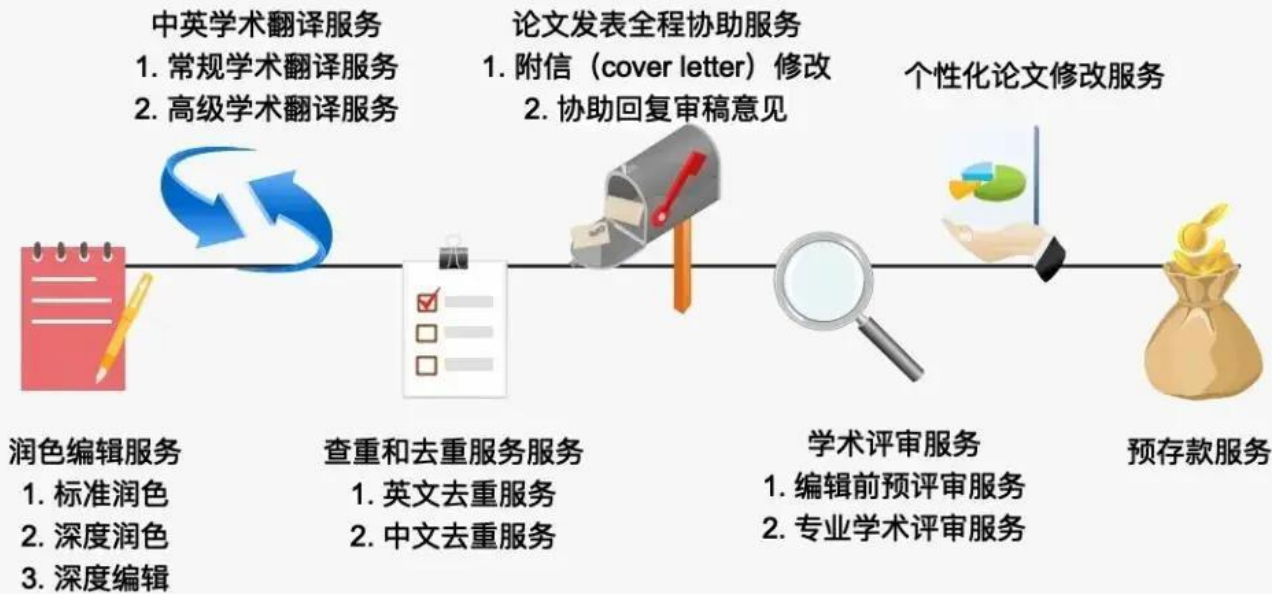 中英学术翻译服务
1. 常规学术翻译服务
2. 高级学术翻译服务
论文发表全程协助服务
1. 附信（cover letter）修改
2. 协助回复审稿意见
个性化论文修改服务
润色编辑服务
1. 标准润色
2. 深度润色
3. 深度编辑
查重和去重服务服务
1. 英文去重服务
2. 中文去重服务
学术评审服务
1. 编辑前预评审服务
2. 专业学术评审服务
预存款服务